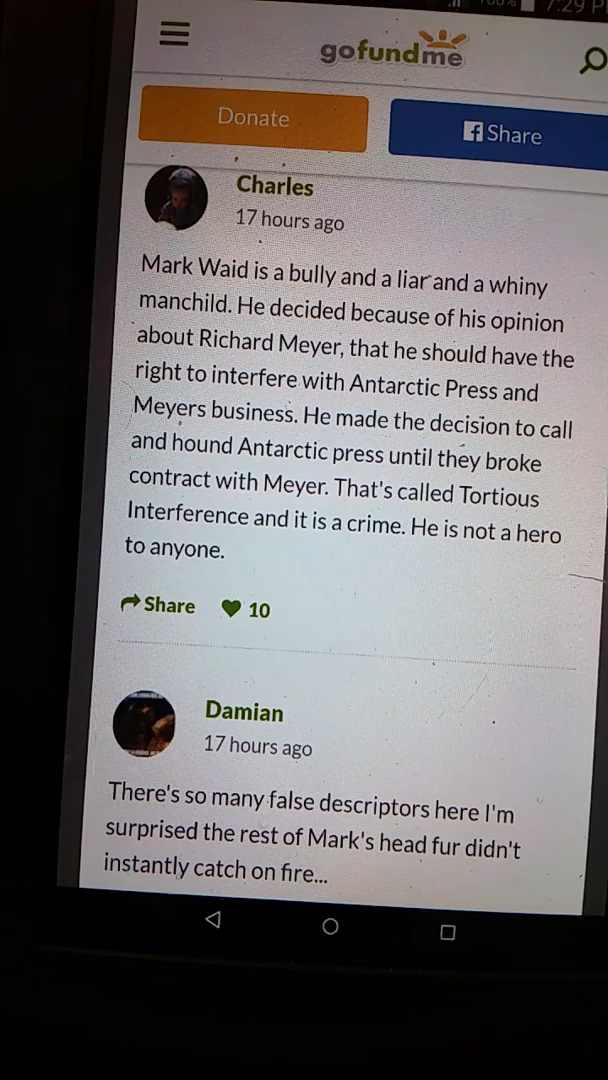 7:29 P
gofundme
Donate
Share
Charles
17 hours ago
Mark Waid is a bully and a liar and a whiny
manchild. He decided because of his opinion
about Richard Meyer, that he should have the
right to interfere with Antarctic Press and
Meyers business. He made the decision to call
and hound Antarctic press until they broke
contract with Meyer. That's called Tortious
Interference and it is a crime. He is not a hero
to anyone.
Share 10
Damian
17 hours ago
There's so many false descriptors here I'm
surprised the rest of Mark's head fur didn't
instantly catch on fire...